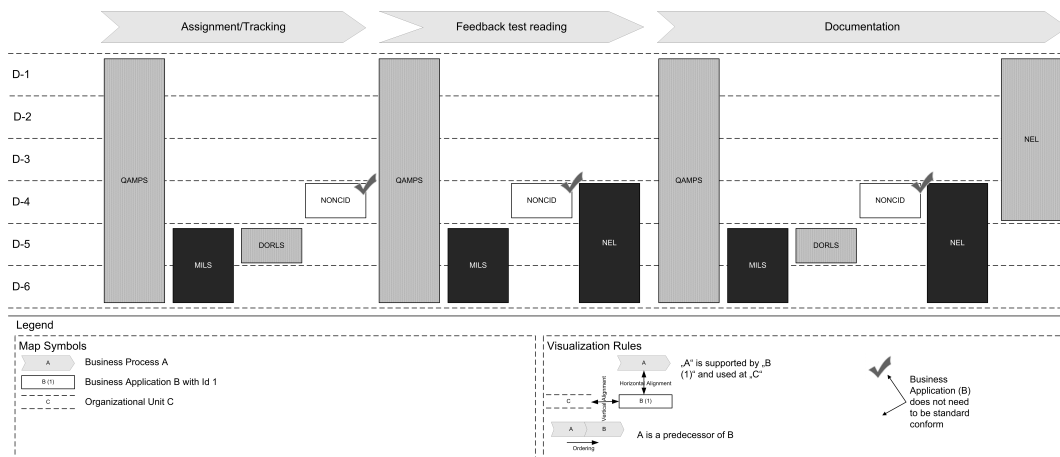 Assignment/Tracking
Feedback test reading
Documentation
D-1
D-2
D-3
D-4
D-5
D-6
QAMPS
MILS
DORLS
NONCID
QAMPS
MILS
NONCID
NEL
QAMPS
MILS
DORLS
NONCID
NEL
NEL
Legend
Map Symbols
A
Business Process A
B (1)
Business Application B with Id 1
C
Organizational Unit C
Visualization Rules
A
Horizontal Alignment
C
Vertical Alignment
B (1)
A
B
Ordering
„A“ is supported by „B
(1)“ and used at „C“
A is a predecessor of B
Business
Application (B)
does not need
to be standard
conform